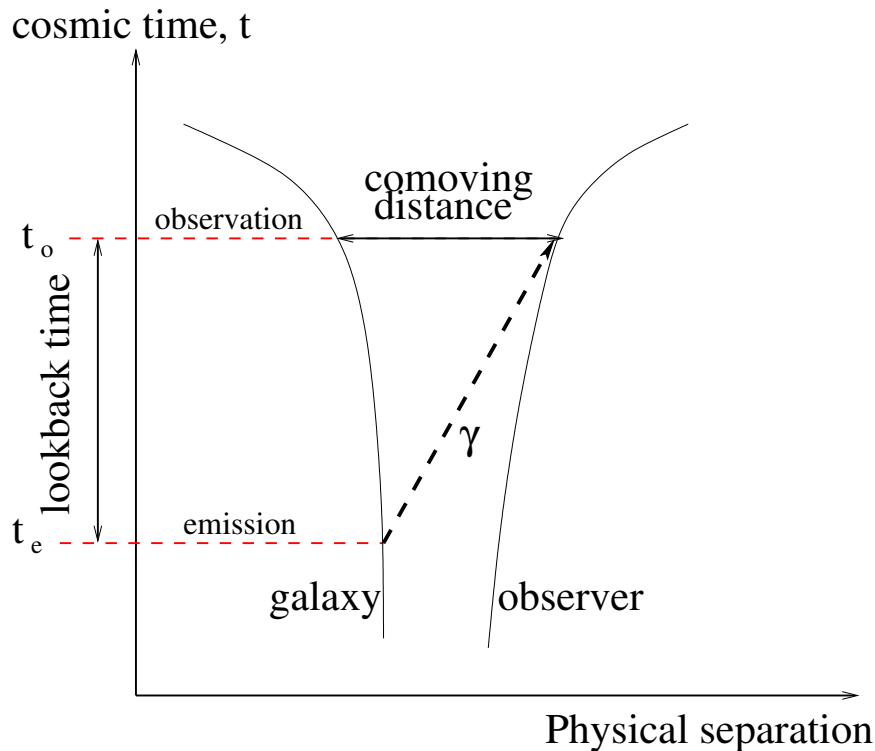 cosmic time, t
comoving
distance
observation
t o
lookback time
γ
emission
t e
galaxy
observer
Physical separation